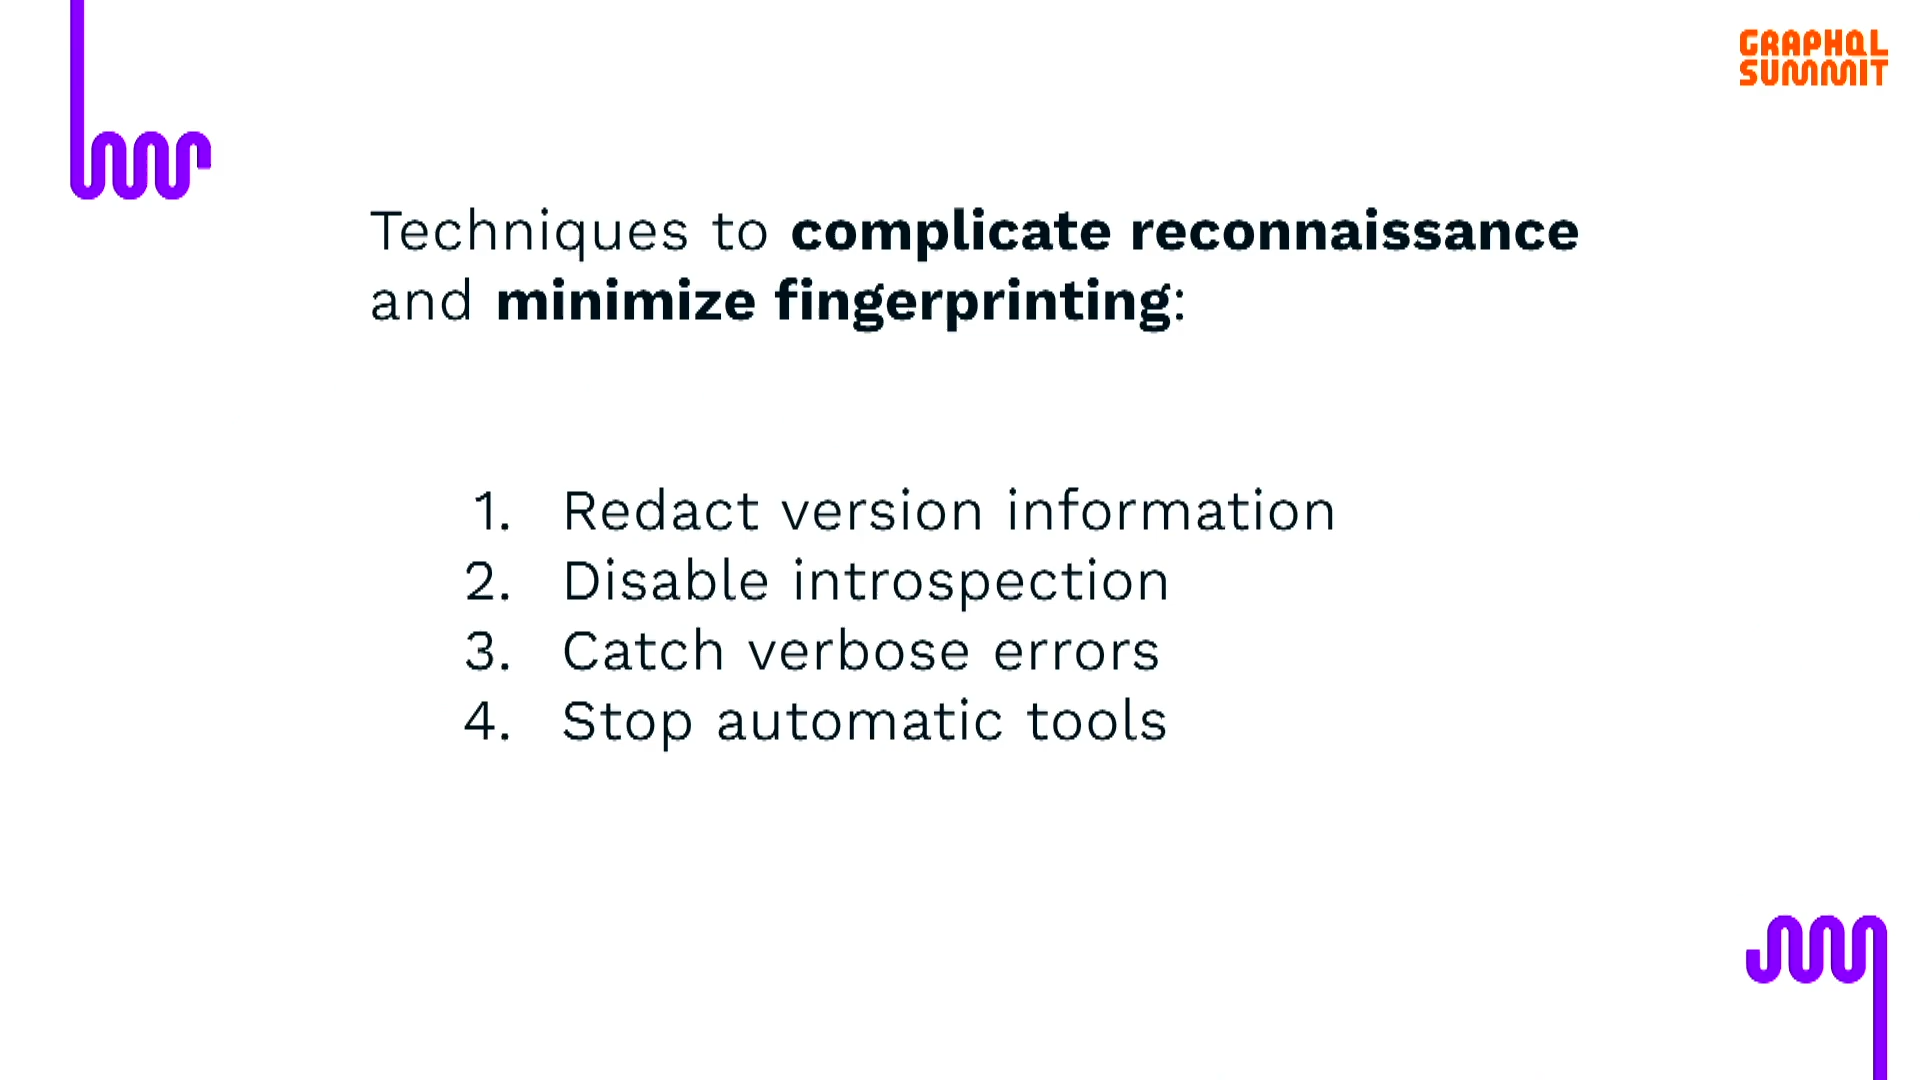 GRAPHQL
SUMMIT
Techniques to complicate reconnaissance
and minimize fingerprinting:
1. Redact version information
2. Disable introspection
3. Catch verbose errors
4. Stop automatic tools